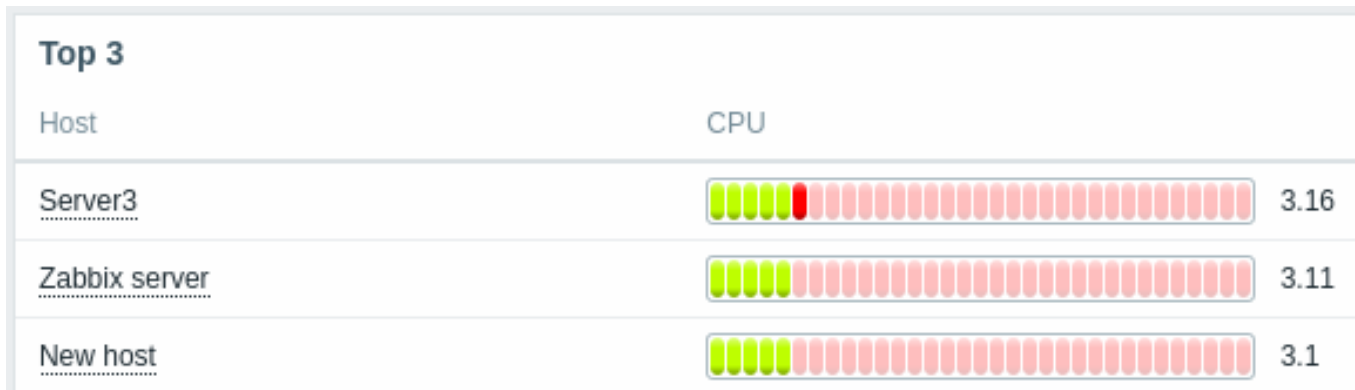 Top 3
Host CPU
Server3 3.16
Zabbix server 3.11
New host 3.1